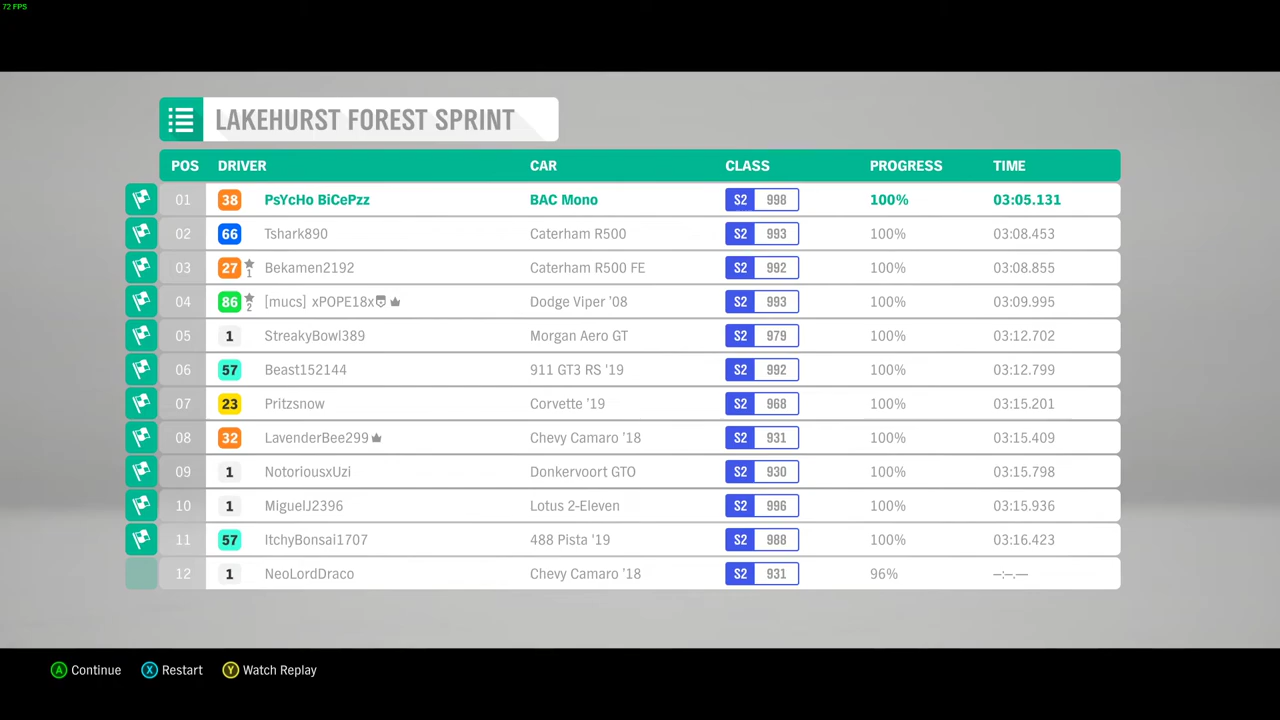 72 FPS
LAKEHURST FOREST SPRINT
POS DRIVER CAR CLASS PROGRESS TIME
01 38 PsYcHo BiCePzz BAC Mono S2 998 100% 03:05.131
02 66 Tshark890 Caterham R500 S2 993 100% 03:08.453
03 27 1 Bekamen2192 Caterham R500 FE S2 992 100% 03:08.855
04 86 2 [mucs] xPOPE18x Dodge Viper '08 S2 993 100% 03:09.995
05 1 StreakyBowl389 Morgan Aero GT S2 979 100% 03:12.702
06 57 Beast152144 911 GT3 RS '19 S2 992 100% 03:12.799
07 23 Pritzsnow Corvette '19 S2 968 100% 03:15.201
08 32 LavenderBee299 Chevy Camaro '18 S2 931 100% 03:15.409
09 1 NotoriousxUzi Donkervoort GTO S2 930 100% 03:15.798
10 1 MiguelJ2396 Lotus 2-Eleven S2 996 100% 03:15.936
11 57 ItchyBonsai1707 488 Pista '19 S2 988 100% 03:16.423
12 1 NeoLordDraco Chevy Camaro '18 S2 931 96% –:–.––
A Continue X Restart Y Watch Replay